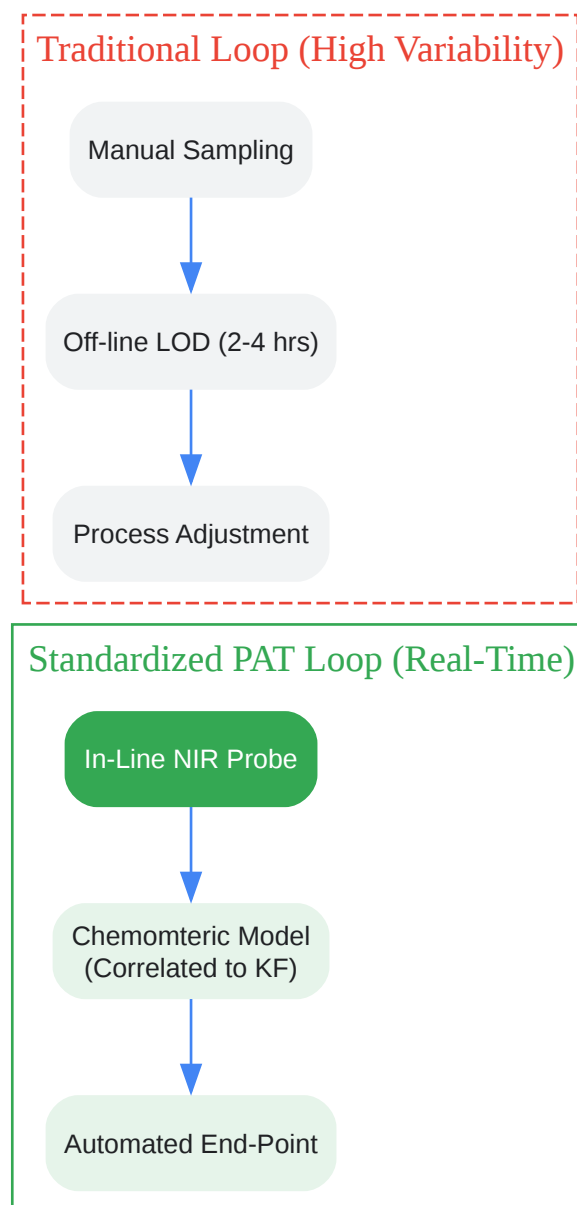 Traditional Loop (High Variability)
Manual Sampling
Off-line LOD (2-4 hrs)
Process Adjustment
Standardized PAT Loop (Real-Time)
In-Line NIR Probe
Chemomteric Model
(Correlated to KF)
Automated End-Point